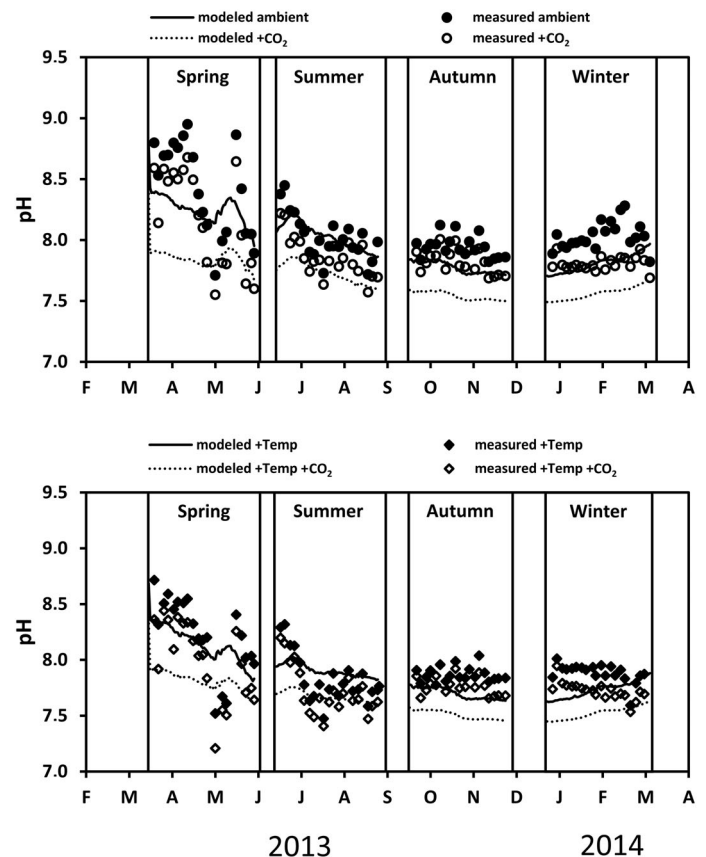 modeled ambient measured ambient
modeled +CO₂ measured +CO₂
Spring Summer Autumn Winter
9.5
9.0
8.5
8.0
7.5
7.0
pH
F M A M J J A S O N D J F M A
modeled +Temp measured +Temp
modeled +Temp +CO₂ measured +Temp +CO₂
Spring Summer Autumn Winter
9.5
9.0
8.5
8.0
7.5
7.0
pH
F M A M J J A S O N D J F M A
2013 2014